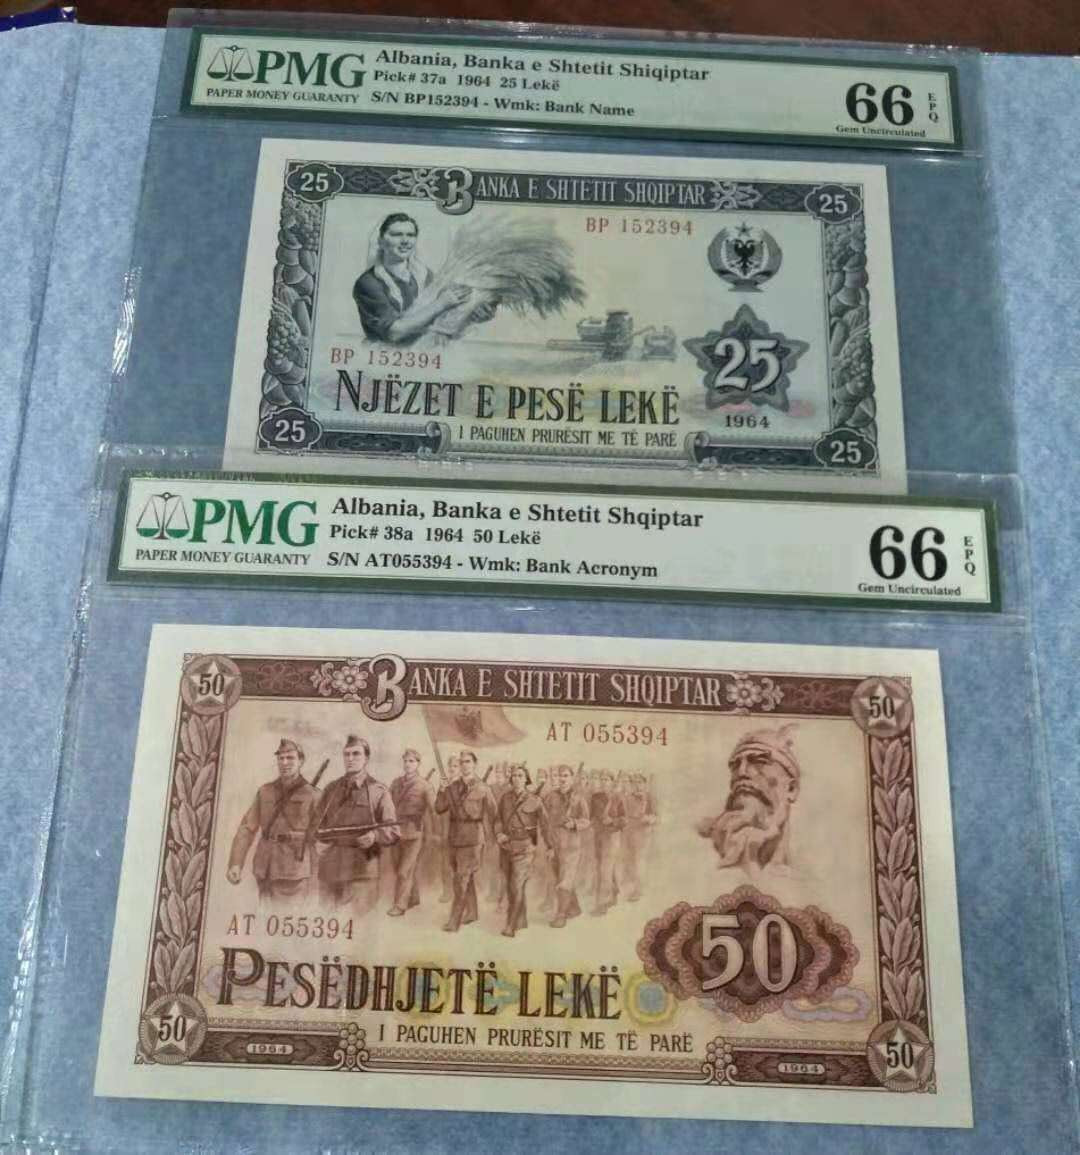 PMG
PAPER MONEY GUARANTY
Albania, Banka e Shtetit Shiqiptar
Pick# 37a 1964 25 Lekë
S/N BP152394 - Wmk: Bank Name
66
EPQ
Gem Uncirculated
25
BANKA E SHTETIT SHQIPTAR
25
BP 152394
BP 152394
25
NJËZET E PESË LEKË
1964
I PAGUHEN PRURËSIT ME TË PARË
25
25
PMG
PAPER MONEY GUARANTY
Albania, Banka e Shtetit Shqiptar
Pick# 38a 1964 50 Lekë
S/N AT055394 - Wmk: Bank Acronym
66
EPQ
Gem Uncirculated
50
BANKA E SHTETIT SHQIPTAR
50
AT 055394
AT 055394
50
PESËDHJETË LEKË
I PAGUHEN PRURËSIT ME TË PARË
50
1964
1964
50